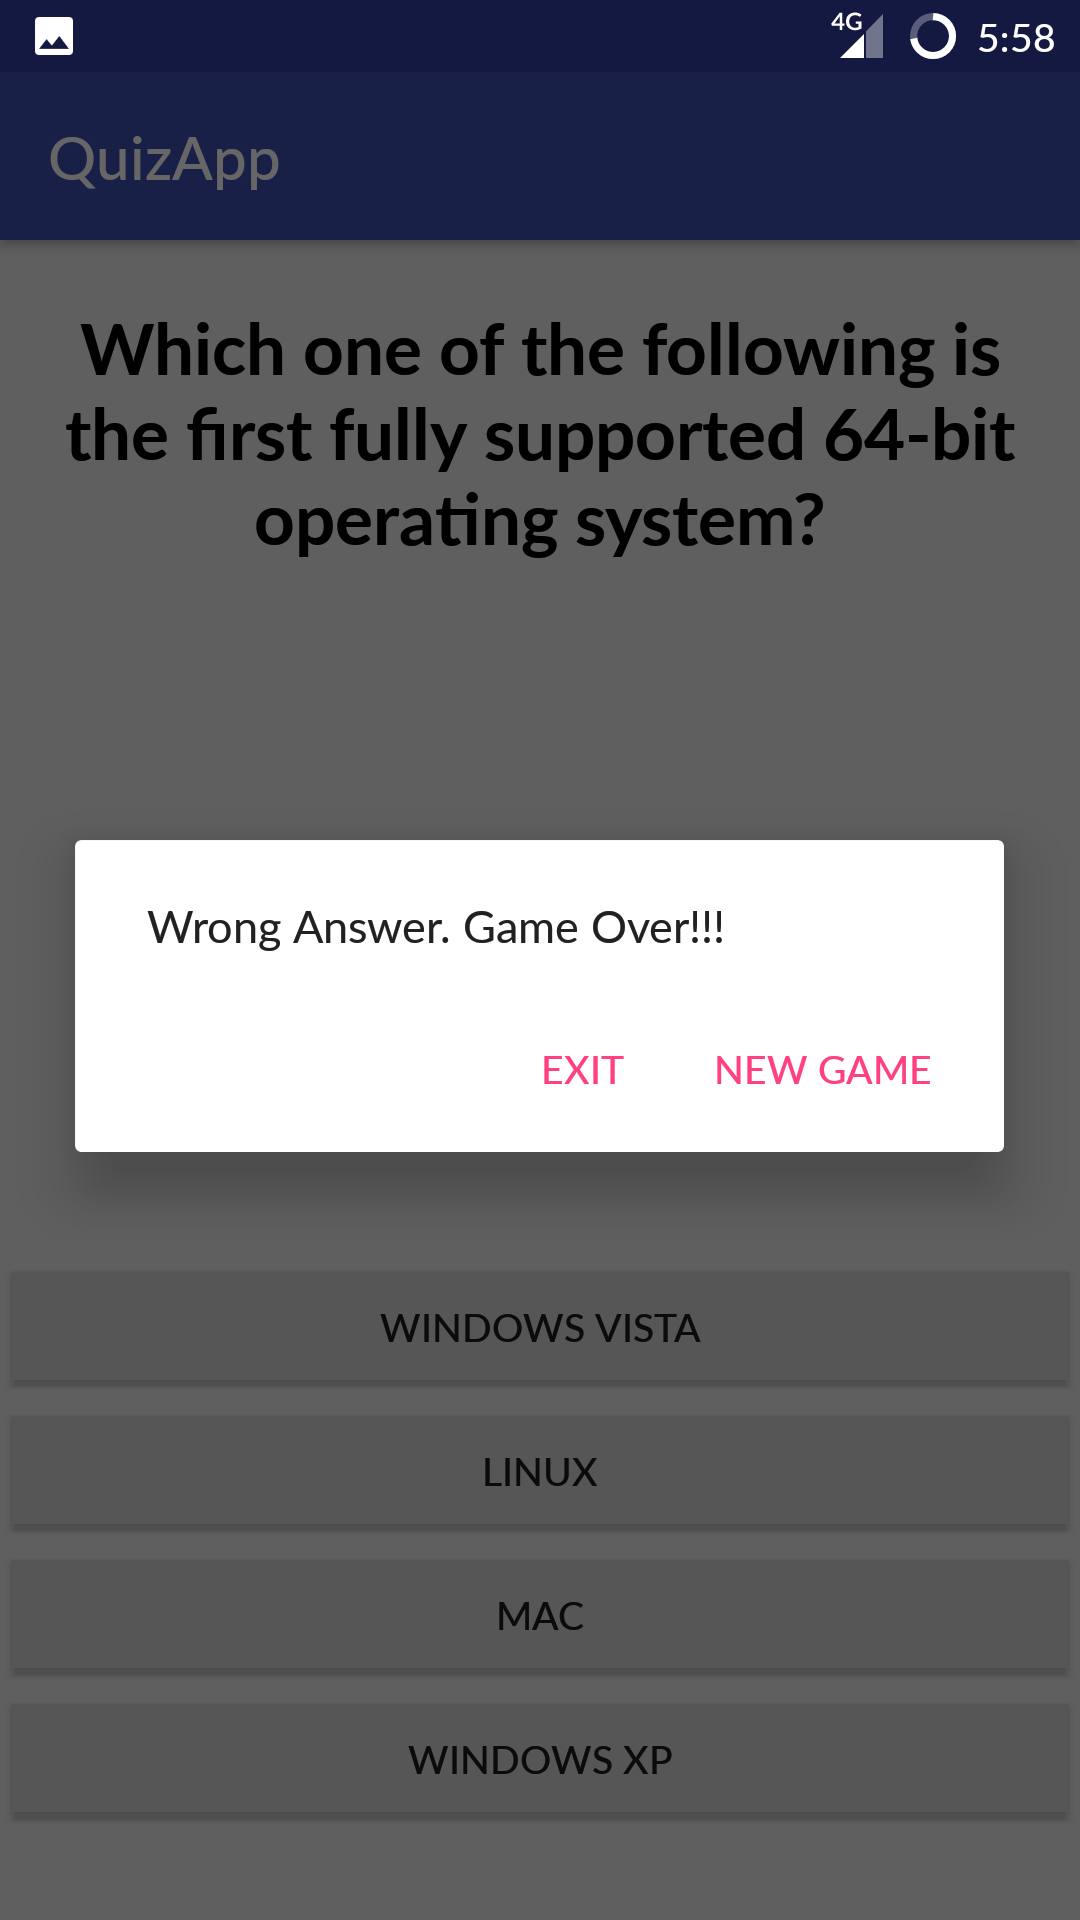 4G 5:58
QuizApp
Which one of the following is
the first fully supported 64-bit
operating system?
Wrong Answer. Game Over!!!
EXIT NEW GAME
WINDOWS VISTA
LINUX
MAC
WINDOWS XP